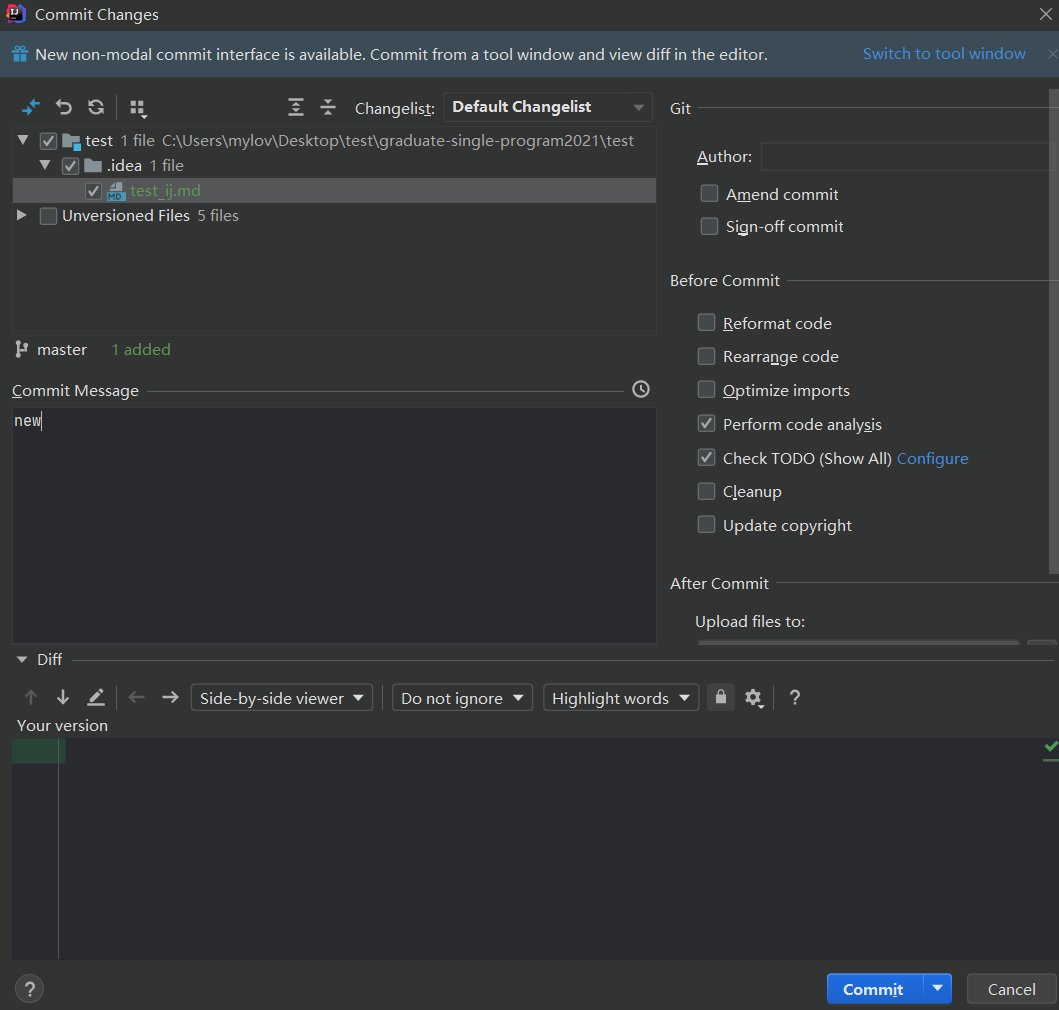 Commit Changes
New non-modal commit interface is available. Commit from a tool window and view diff in the editor. Switch to tool window
Changelist: Default Changelist
test 1 file C:\Users\mylov\Desktop\test\graduate-single-program2021\test
.idea 1 file
MD test_ij.md
Unversioned Files 5 files
master 1 added
Commit Message
new
Git
Author:
Amend commit
Sign-off commit
Before Commit
Reformat code
Rearrange code
Optimize imports
Perform code analysis
Check TODO (Show All) Configure
Cleanup
Update copyright
After Commit
Upload files to:
Diff
Side-by-side viewer Do not ignore Highlight words ?
Your version
? Commit Cancel